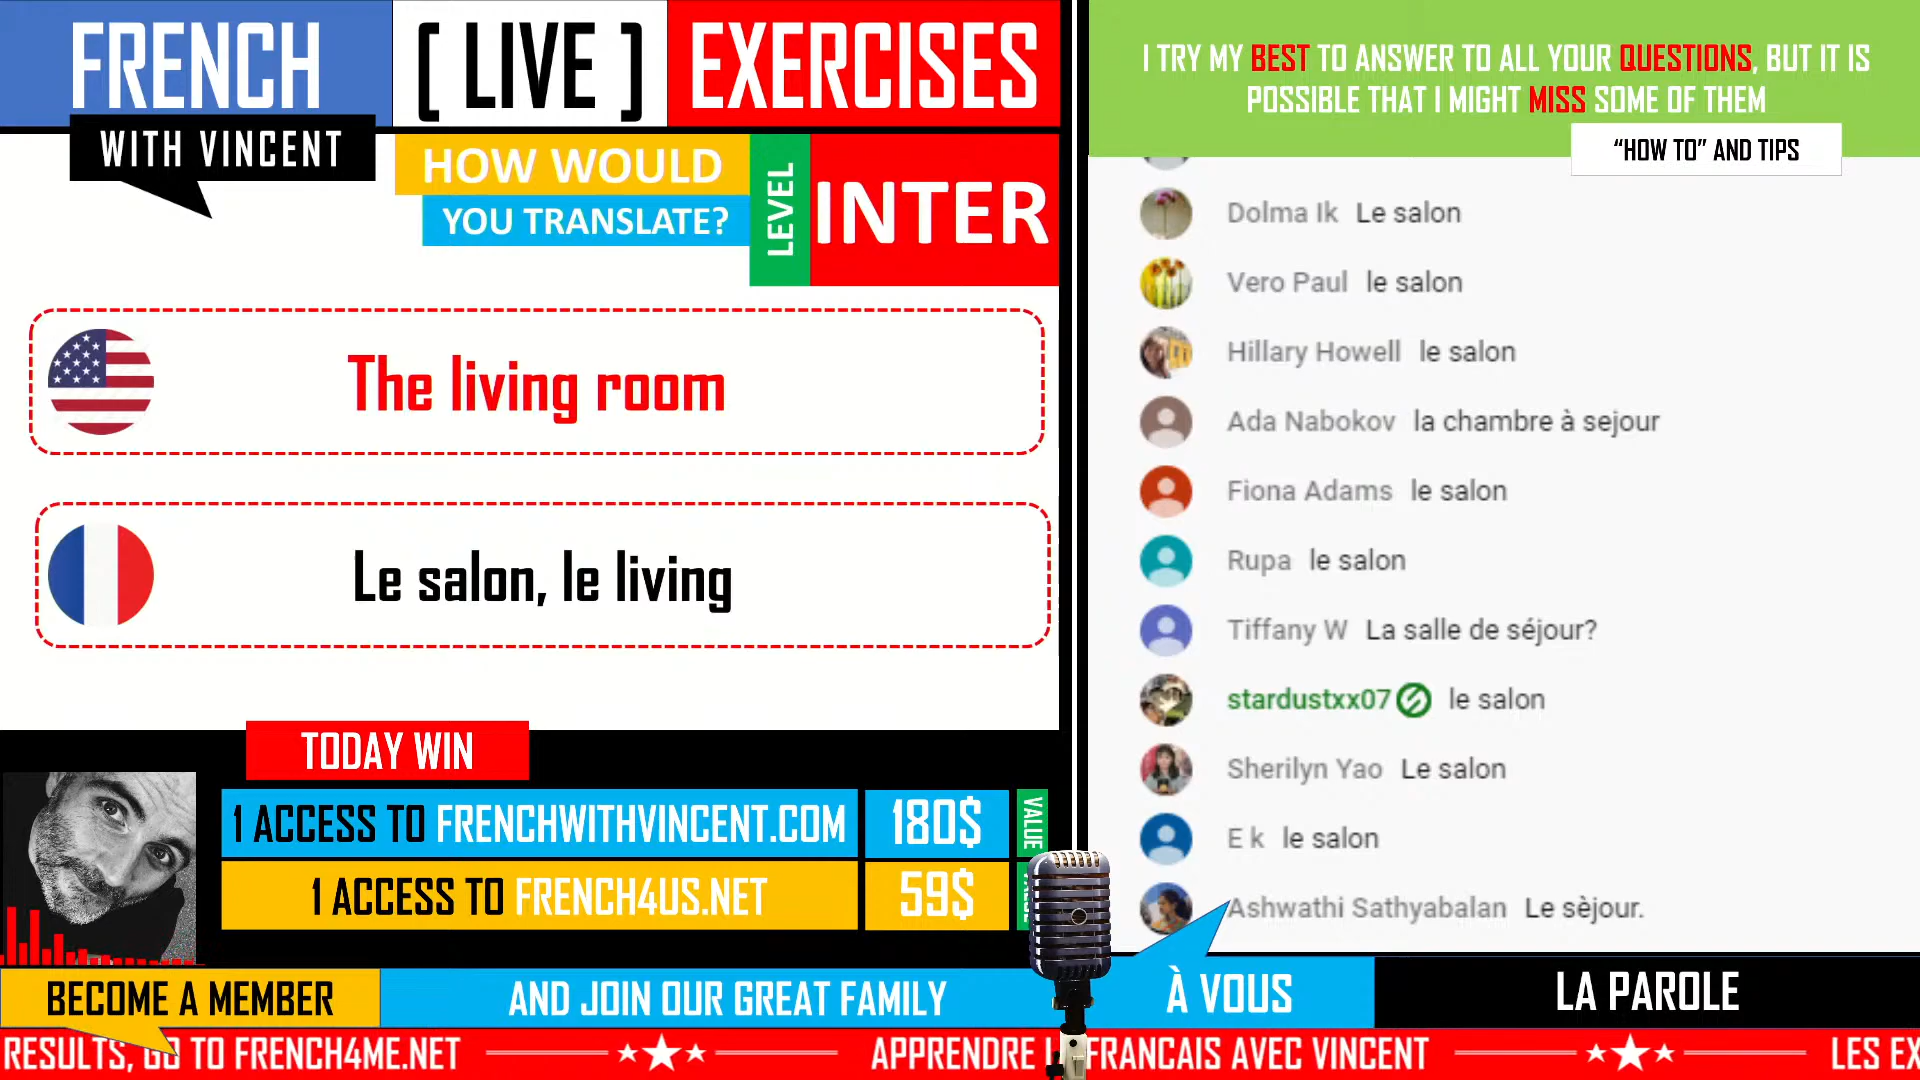 FRENCH
[ LIVE ]
EXERCISES
WITH VINCENT
HOW WOULD
YOU TRANSLATE?
LEVEL
INTER
The living room
Le salon, le living
TODAY WIN
1 ACCESS TO FRENCHWITHVINCENT.COM
180$
VALUE
1 ACCESS TO FRENCH4US.NET
59$
BECOME A MEMBER
AND JOIN OUR GREAT FAMILY
I TRY MY BEST TO ANSWER TO ALL YOUR QUESTIONS, BUT IT IS
POSSIBLE THAT I MIGHT MISS SOME OF THEM
“HOW TO” AND TIPS
Dolma Ik Le salon
Vero Paul le salon
Hillary Howell le salon
Ada Nabokov la chambre à sejour
Fiona Adams le salon
Rupa le salon
Tiffany W La salle de séjour?
stardustxx07 le salon
Sherilyn Yao Le salon
E k le salon
Ashwathi Sathyabalan Le sèjour.
À VOUS
LA PAROLE
RESULTS, GO TO FRENCH4ME.NET
APPRENDRE FRANCAIS AVEC VINCENT
LES EX